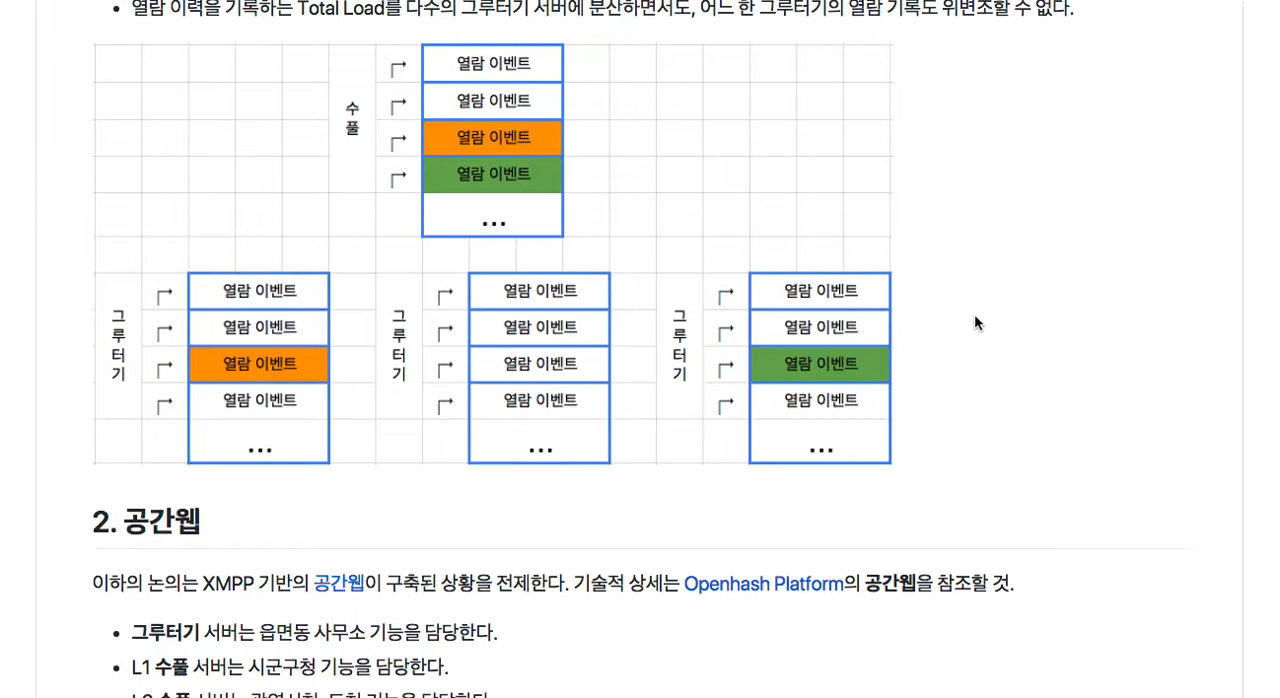 열람 이력을 기록하는 Total Load를 다수의 그루터기 서버에 분산하면서도, 어느 한 그루터기의 열람 기록도 위변조할 수 없다.
수풀
열람 이벤트
열람 이벤트
열람 이벤트
열람 이벤트
...
그루터기
열람 이벤트
열람 이벤트
열람 이벤트
열람 이벤트
...
그루터기
열람 이벤트
열람 이벤트
열람 이벤트
열람 이벤트
...
그루터기
열람 이벤트
열람 이벤트
열람 이벤트
열람 이벤트
...
2. 공간웹
이하의 논의는 XMPP 기반의 공간웹이 구축된 상황을 전제한다. 기술적 상세는 Openhash Platform의 공간웹을 참조할 것.
그루터기 서버는 읍면동 사무소 기능을 담당한다.
L1 수풀 서버는 시군구청 기능을 담당한다.